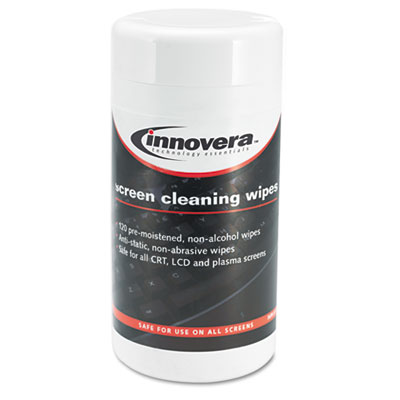 innovera™
technology essentials
screen cleaning wipes
· 120 pre-moistened, non-alcohol wipes
· Anti-static, non-abrasive wipes
· Safe for all CRT, LCD and plasma screens
SAFE FOR USE ON ALL SCREENS